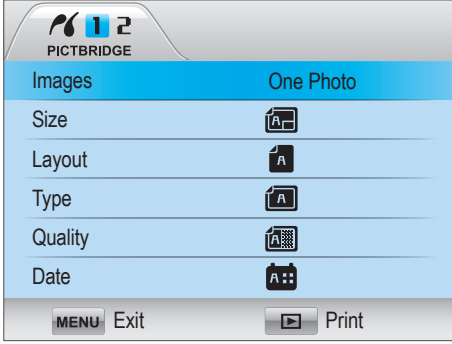 1 2
PICTBRIDGE
Images One Photo
Size A
Layout A
Type A
Quality A
Date A
MENU Exit Print